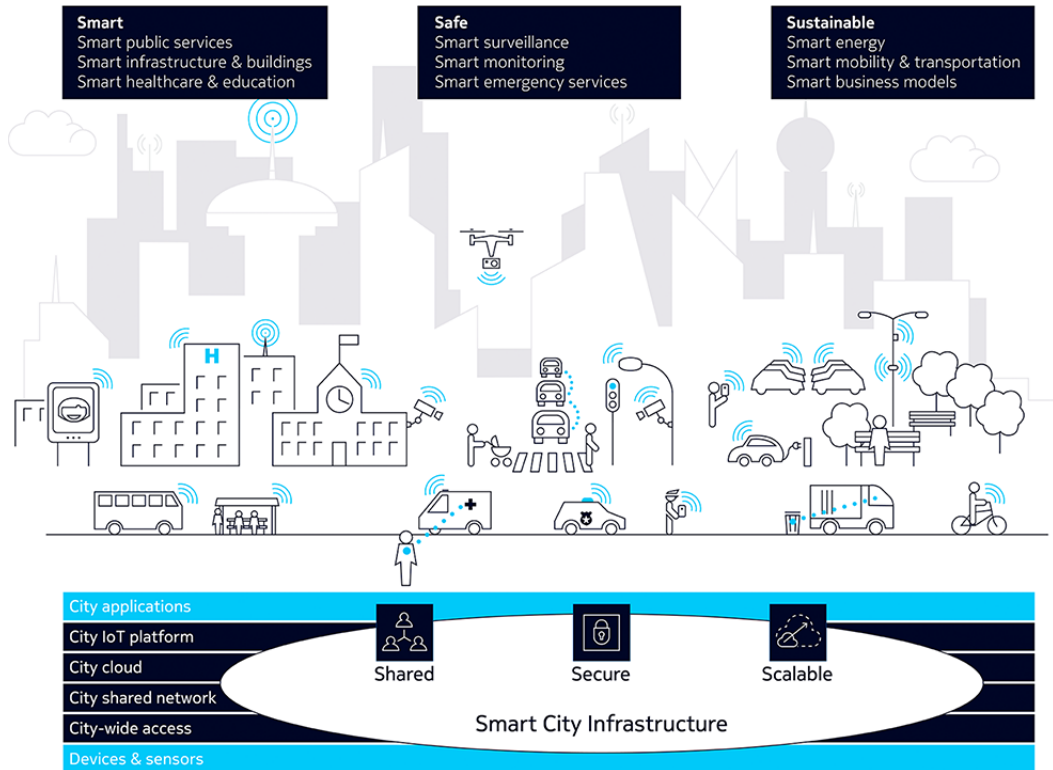 Smart
Smart public services
Smart infrastructure & buildings
Smart healthcare & education
Safe
Smart surveillance
Smart monitoring
Smart emergency services
Sustainable
Smart energy
Smart mobility & transportation
Smart business models
H
City applications
City IoT platform
City cloud
City shared network
City-wide access
Devices & sensors
Shared
Secure
Scalable
Smart City Infrastructure